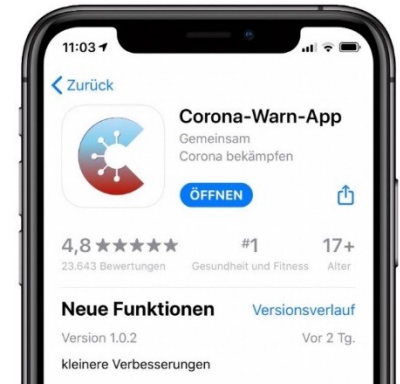 11:03
Zurück
Corona-Warn-App
Gemeinsam
Corona bekämpfen
ÖFFNEN
4,8 #1 17+
23.643 Bewertungen Gesundheit und Fitness Alter
Neue Funktionen Versionsverlauf
Version 1.0.2 Vor 2 Tg.
kleinere Verbesserungen